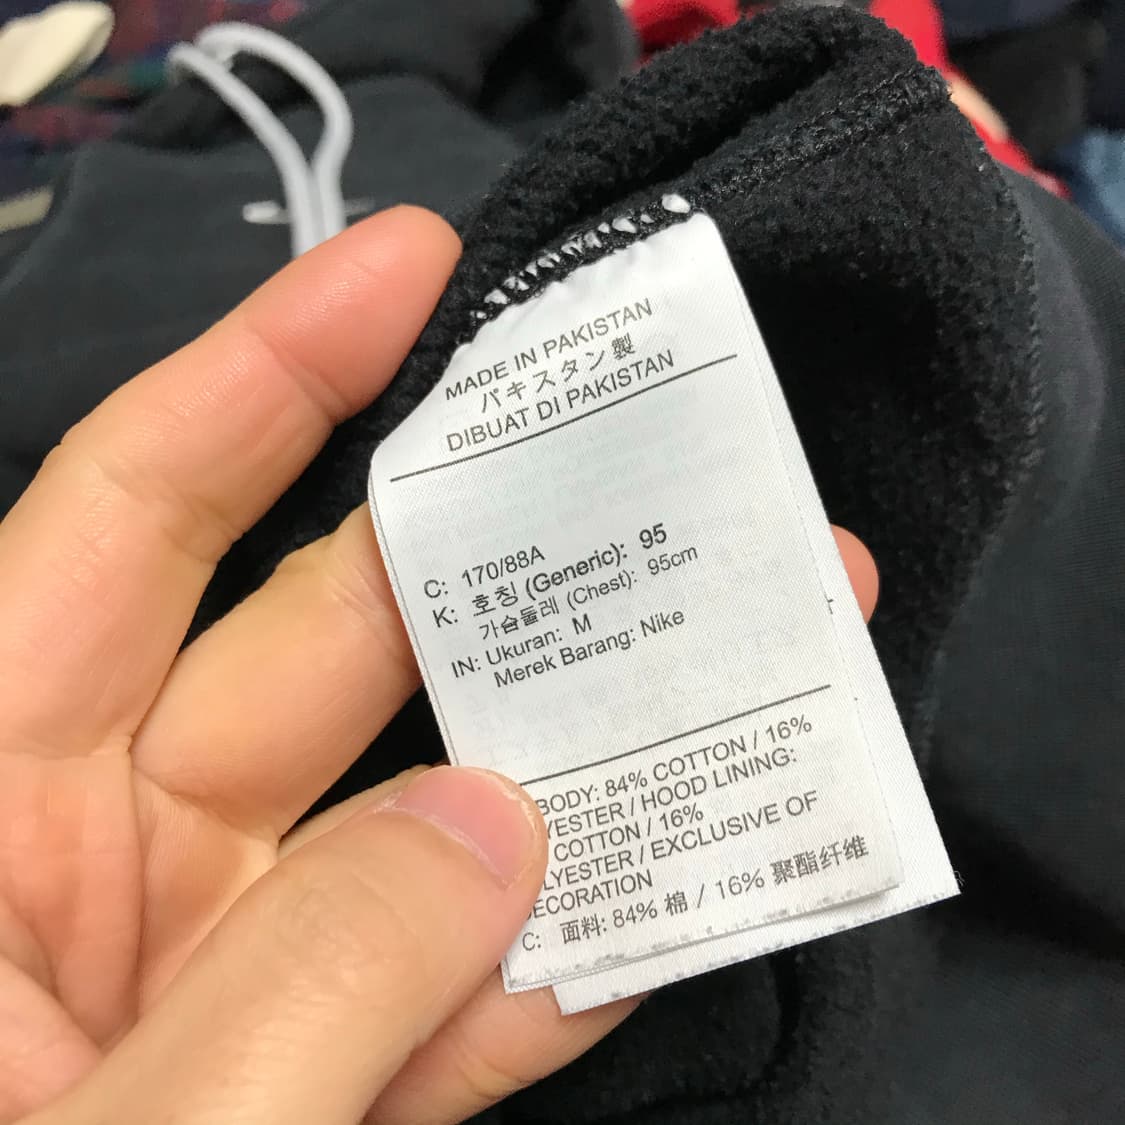 MADE IN PAKISTAN
パキスタン製
DIBUAT DI PAKISTAN
C: 170/88A
K: 호칭 (Generic): 95
가슴둘레 (Chest): 95cm
IN: Ukuran: M
Merek Barang: Nike
BODY: 84% COTTON / 16%
YESTER / HOOD LINING:
COTTON / 16%
LYESTER / EXCLUSIVE OF
ECORATION
C: 面料: 84% 棉 / 16% 聚酯纤维